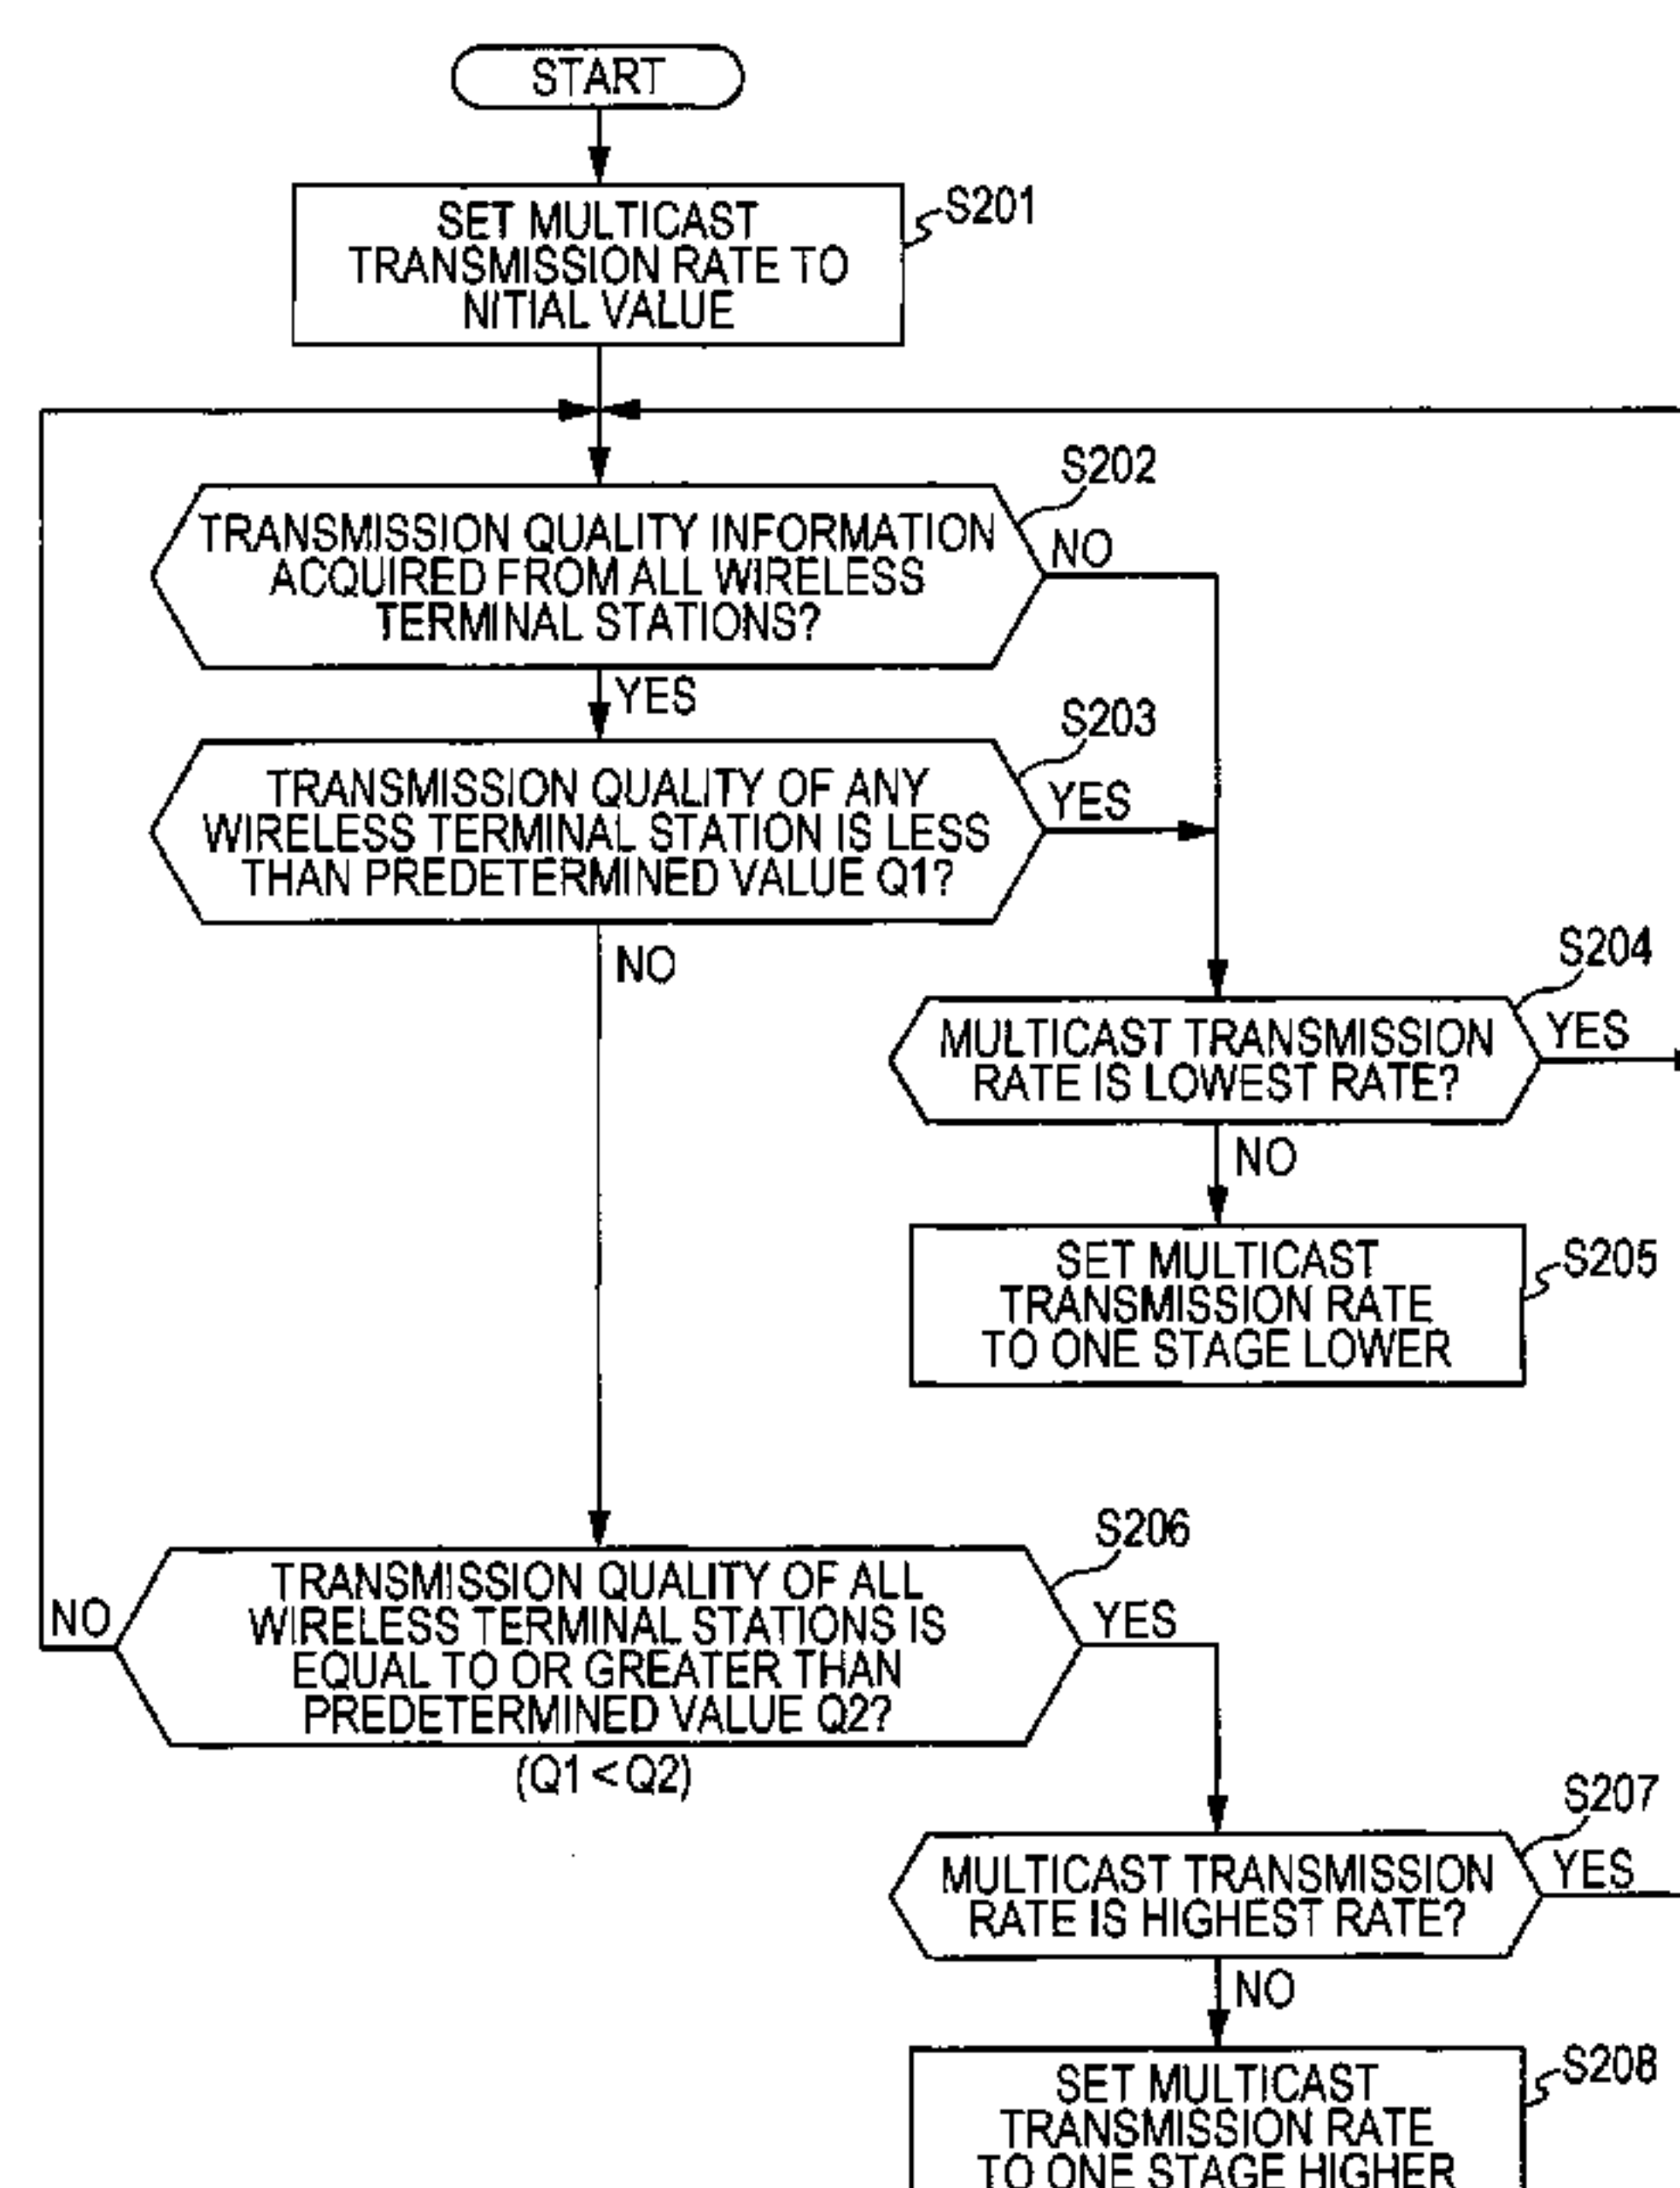 START
S201
SET MULTICAST
TRANSMISSION RATE TO
NITIAL VALUE
S202
TRANSMISSION QUALITY INFORMATION
ACQUIRED FROM ALL WIRELESS
TERMINAL STATIONS?
NO
YES
S203
TRANSMISSION QUALITY OF ANY
WIRELESS TERMINAL STATION IS LESS
THAN PREDETERMINED VALUE Q1?
YES
NO
S204
MULTICAST TRANSMISSION
RATE IS LOWEST RATE?
YES
NO
S205
SET MULTICAST
TRANSMISSION RATE
TO ONE STAGE LOWER
S206
TRANSMISSION QUALITY OF ALL
WIRELESS TERMINAL STATIONS IS
EQUAL TO OR GREATER THAN
PREDETERMINED VALUE Q2?
NO
YES
(Q1<Q2)
S207
MULTICAST TRANSMISSION
RATE IS HIGHEST RATE?
YES
NO
S208
SET MULTICAST
TRANSMISSION RATE
TO ONE STAGE HIGHER